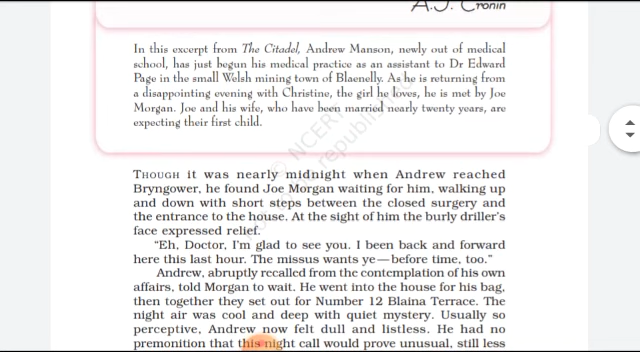 A.J. Cronin
In this excerpt from The Citadel, Andrew Manson, newly out of medical
school, has just begun his medical practice as an assistant to Dr Edward
Page in the small Welsh mining town of Blaenelly. As he is returning from
a disappointing evening with Christine, the girl he loves, he is met by Joe
Morgan. Joe and his wife, who have been married nearly twenty years, are
expecting their first child.
THOUGH it was nearly midnight when Andrew reached
Bryngower, he found Joe Morgan waiting for him, walking up
and down with short steps between the closed surgery and
the entrance to the house. At the sight of him the burly driller's
face expressed relief.
“Eh, Doctor, I'm glad to see you. I been back and forward
here this last hour. The missus wants ye — before time, too.”
Andrew, abruptly recalled from the contemplation of his own
affairs, told Morgan to wait. He went into the house for his bag,
then together they set out for Number 12 Blaina Terrace. The
night air was cool and deep with quiet mystery. Usually so
perceptive, Andrew now felt dull and listless. He had no
premonition that this night call would prove unusual, still less